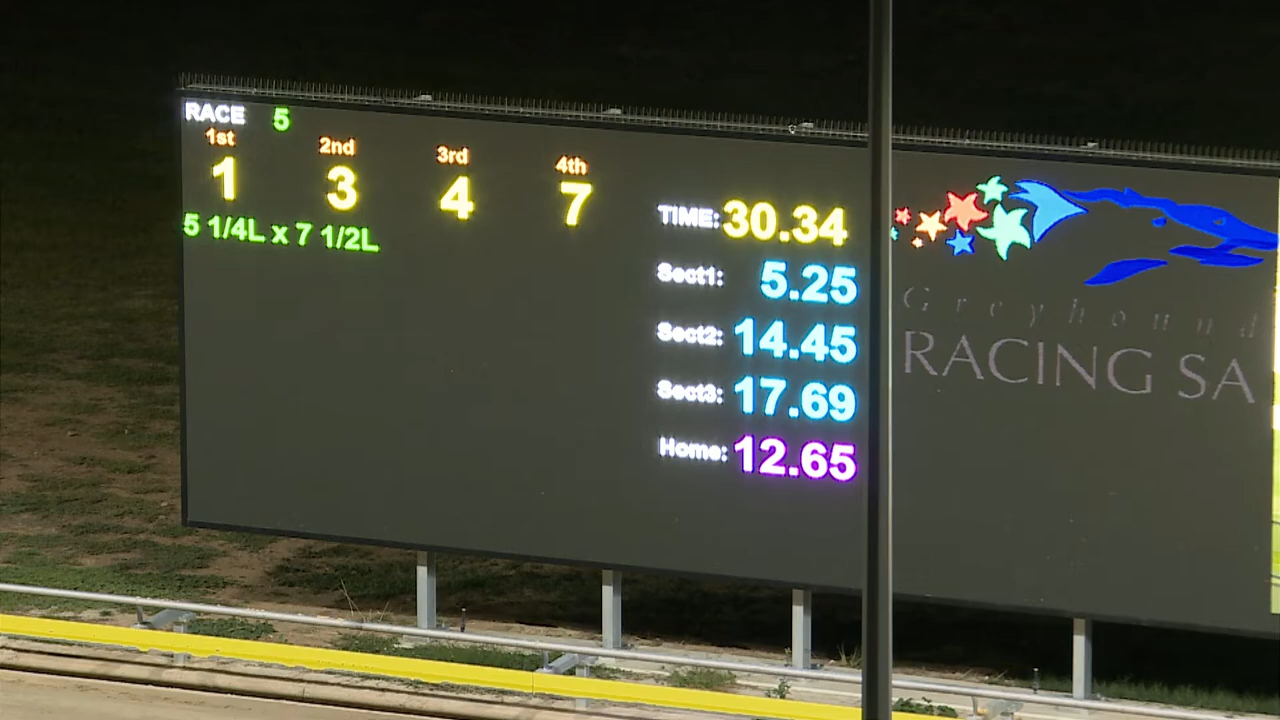 RACE 5
1st 2nd 3rd 4th
1 3 4 7
5 1/4L x 7 1/2L
TIME: 30.34
Sect1: 5.25
Sect2: 14.45
Sect3: 17.69
Home: 12.65
Greyhound
RACING SA